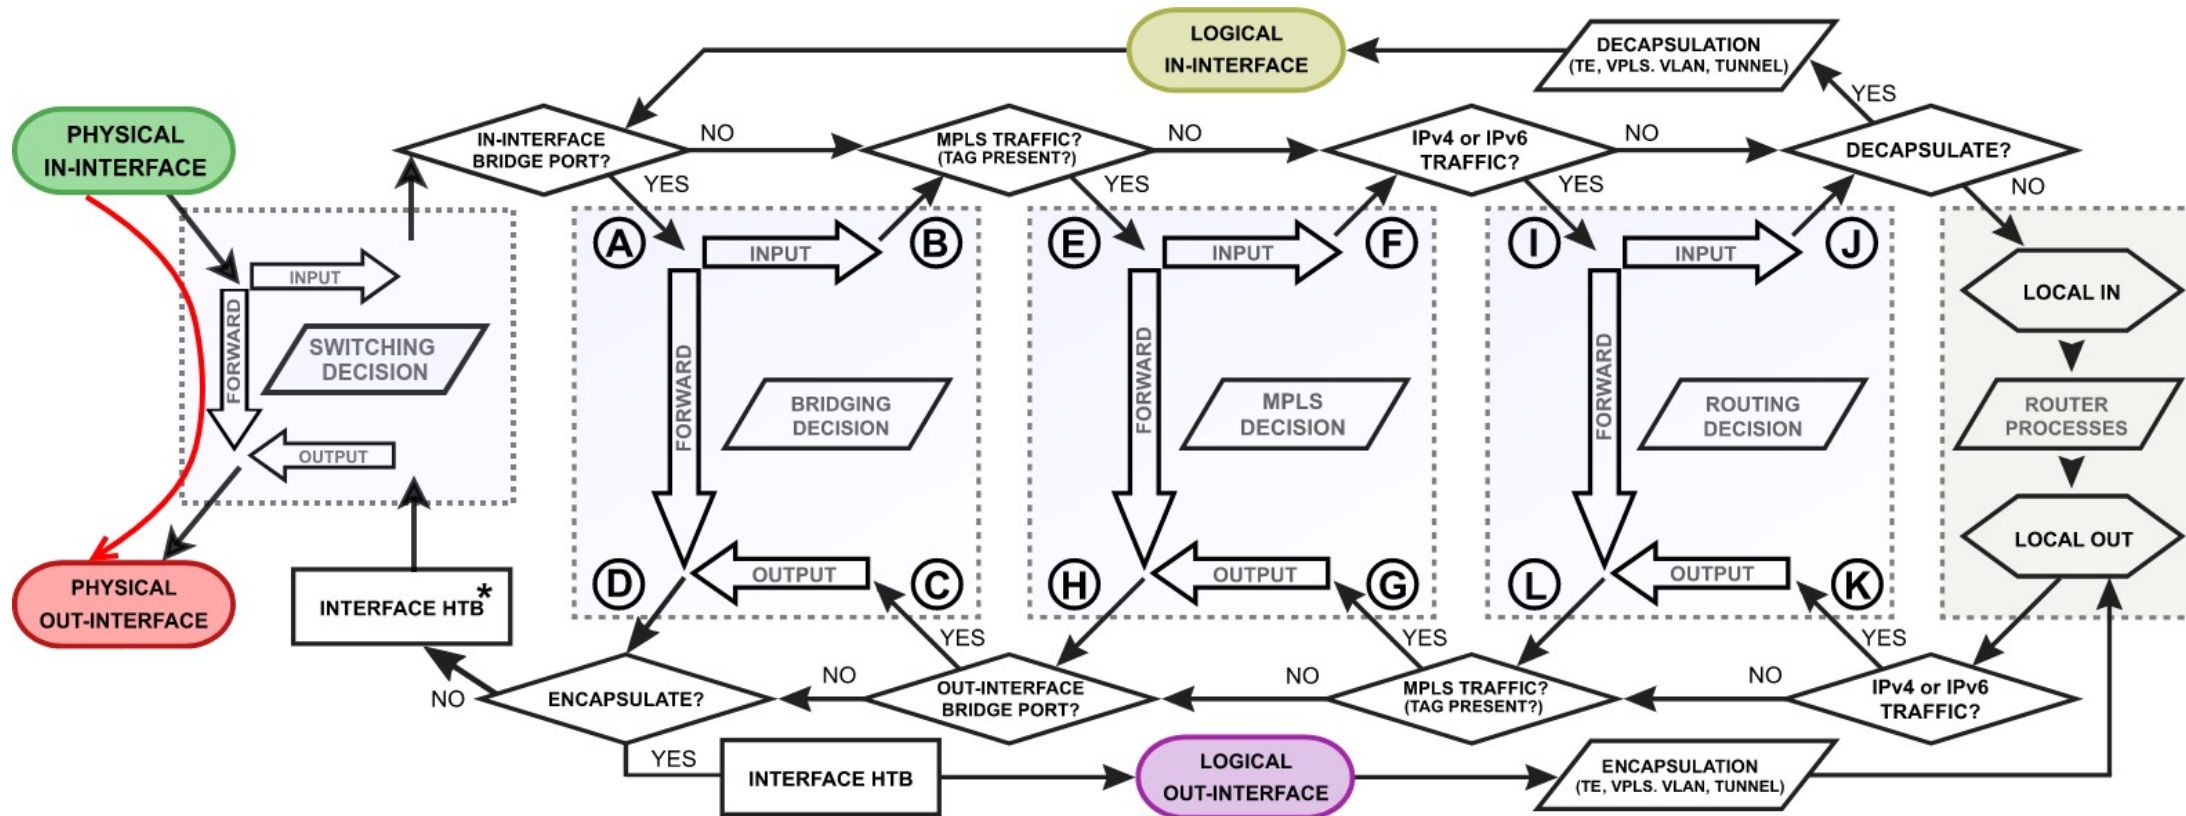 LOGICAL
IN-INTERFACE
DECAPSULATION
(TE, VPLS. VLAN, TUNNEL)
YES
PHYSICAL
IN-INTERFACE
IN-INTERFACE
BRIDGE PORT?
NO
MPLS TRAFFIC?
(TAG PRESENT?)
NO
IPv4 or IPv6
TRAFFIC?
NO
DECAPSULATE?
YES
YES
YES
NO
A
INPUT
B
E
INPUT
F
I
INPUT
J
INPUT
FORWARD
SWITCHING
DECISION
OUTPUT
FORWARD
BRIDGING
DECISION
FORWARD
MPLS
DECISION
FORWARD
ROUTING
DECISION
LOCAL IN
ROUTER
PROCESSES
LOCAL OUT
D
OUTPUT
C
H
OUTPUT
G
L
OUTPUT
K
PHYSICAL
OUT-INTERFACE
INTERFACE HTB*
YES
YES
YES
NO
ENCAPSULATE?
NO
OUT-INTERFACE
BRIDGE PORT?
NO
MPLS TRAFFIC?
(TAG PRESENT?)
NO
IPv4 or IPv6
TRAFFIC?
YES
INTERFACE HTB
LOGICAL
OUT-INTERFACE
ENCAPSULATION
(TE, VPLS. VLAN, TUNNEL)